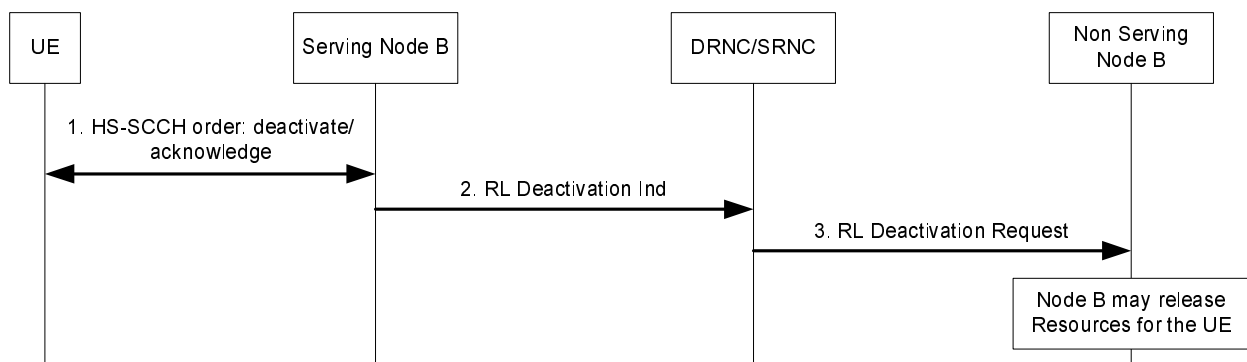 UE
Serving Node B
DRNC/SRNC
Non Serving
Node B
1. HS-SCCH order: deactivate/
acknowledge
2. RL Deactivation Ind
3. RL Deactivation Request
Node B may release
Resources for the UE